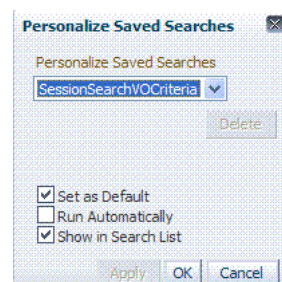 Personalize Saved Searches
Personalize Saved Searches
SessionSearchVOCriteria
Delete
Set as Default
Run Automatically
Show in Search List
Apply OK Cancel